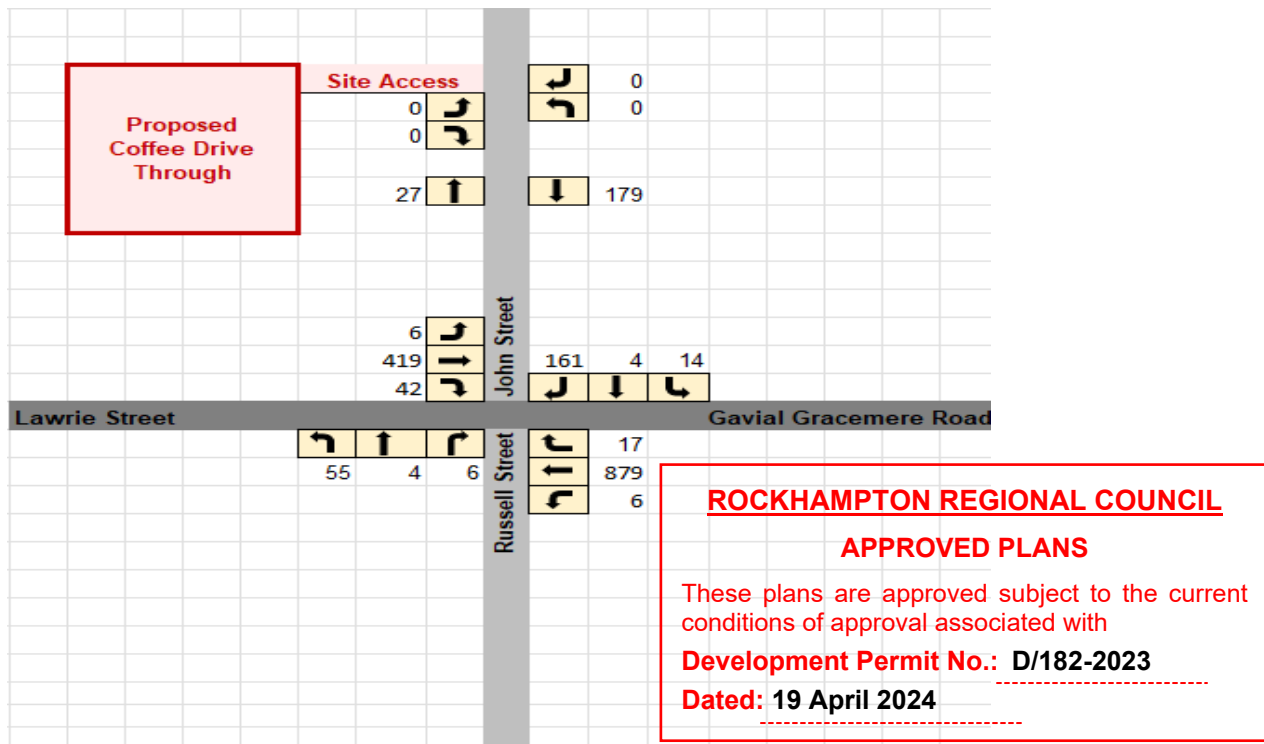 Site Access
0
0
0
0
Proposed
Coffee Drive
Through
27
179
John Street
6
419
42
161 4 14
Lawrie Street
Gavial Gracemere Road
55 4 6
Russell Street
17
879
6
ROCKHAMPTON REGIONAL COUNCIL
APPROVED PLANS
These plans are approved subject to the current
conditions of approval associated with
Development Permit No.: D/182-2023
Dated: 19 April 2024